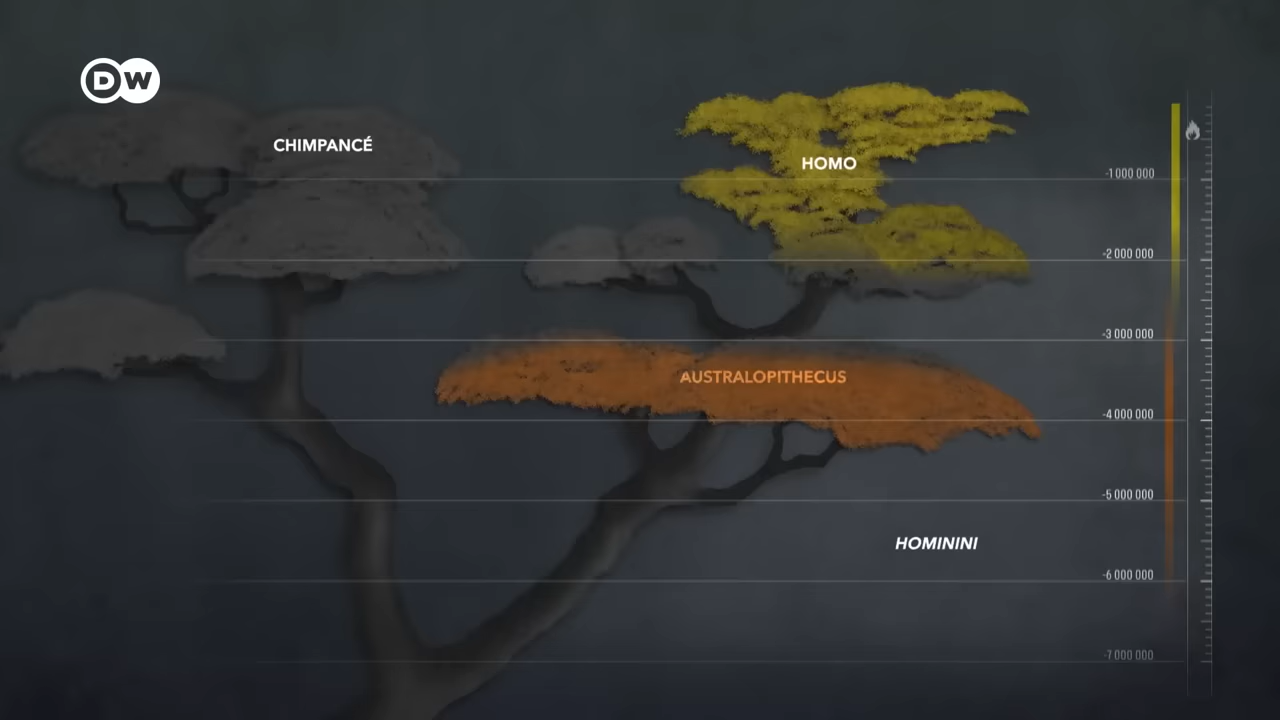 DW
CHIMPANCÉ
HOMO
-1 000 000
-2 000 000
-3 000 000
AUSTRALOPITHECUS
-4 000 000
-5 000 000
HOMININI
-6 000 000
-7 000 000